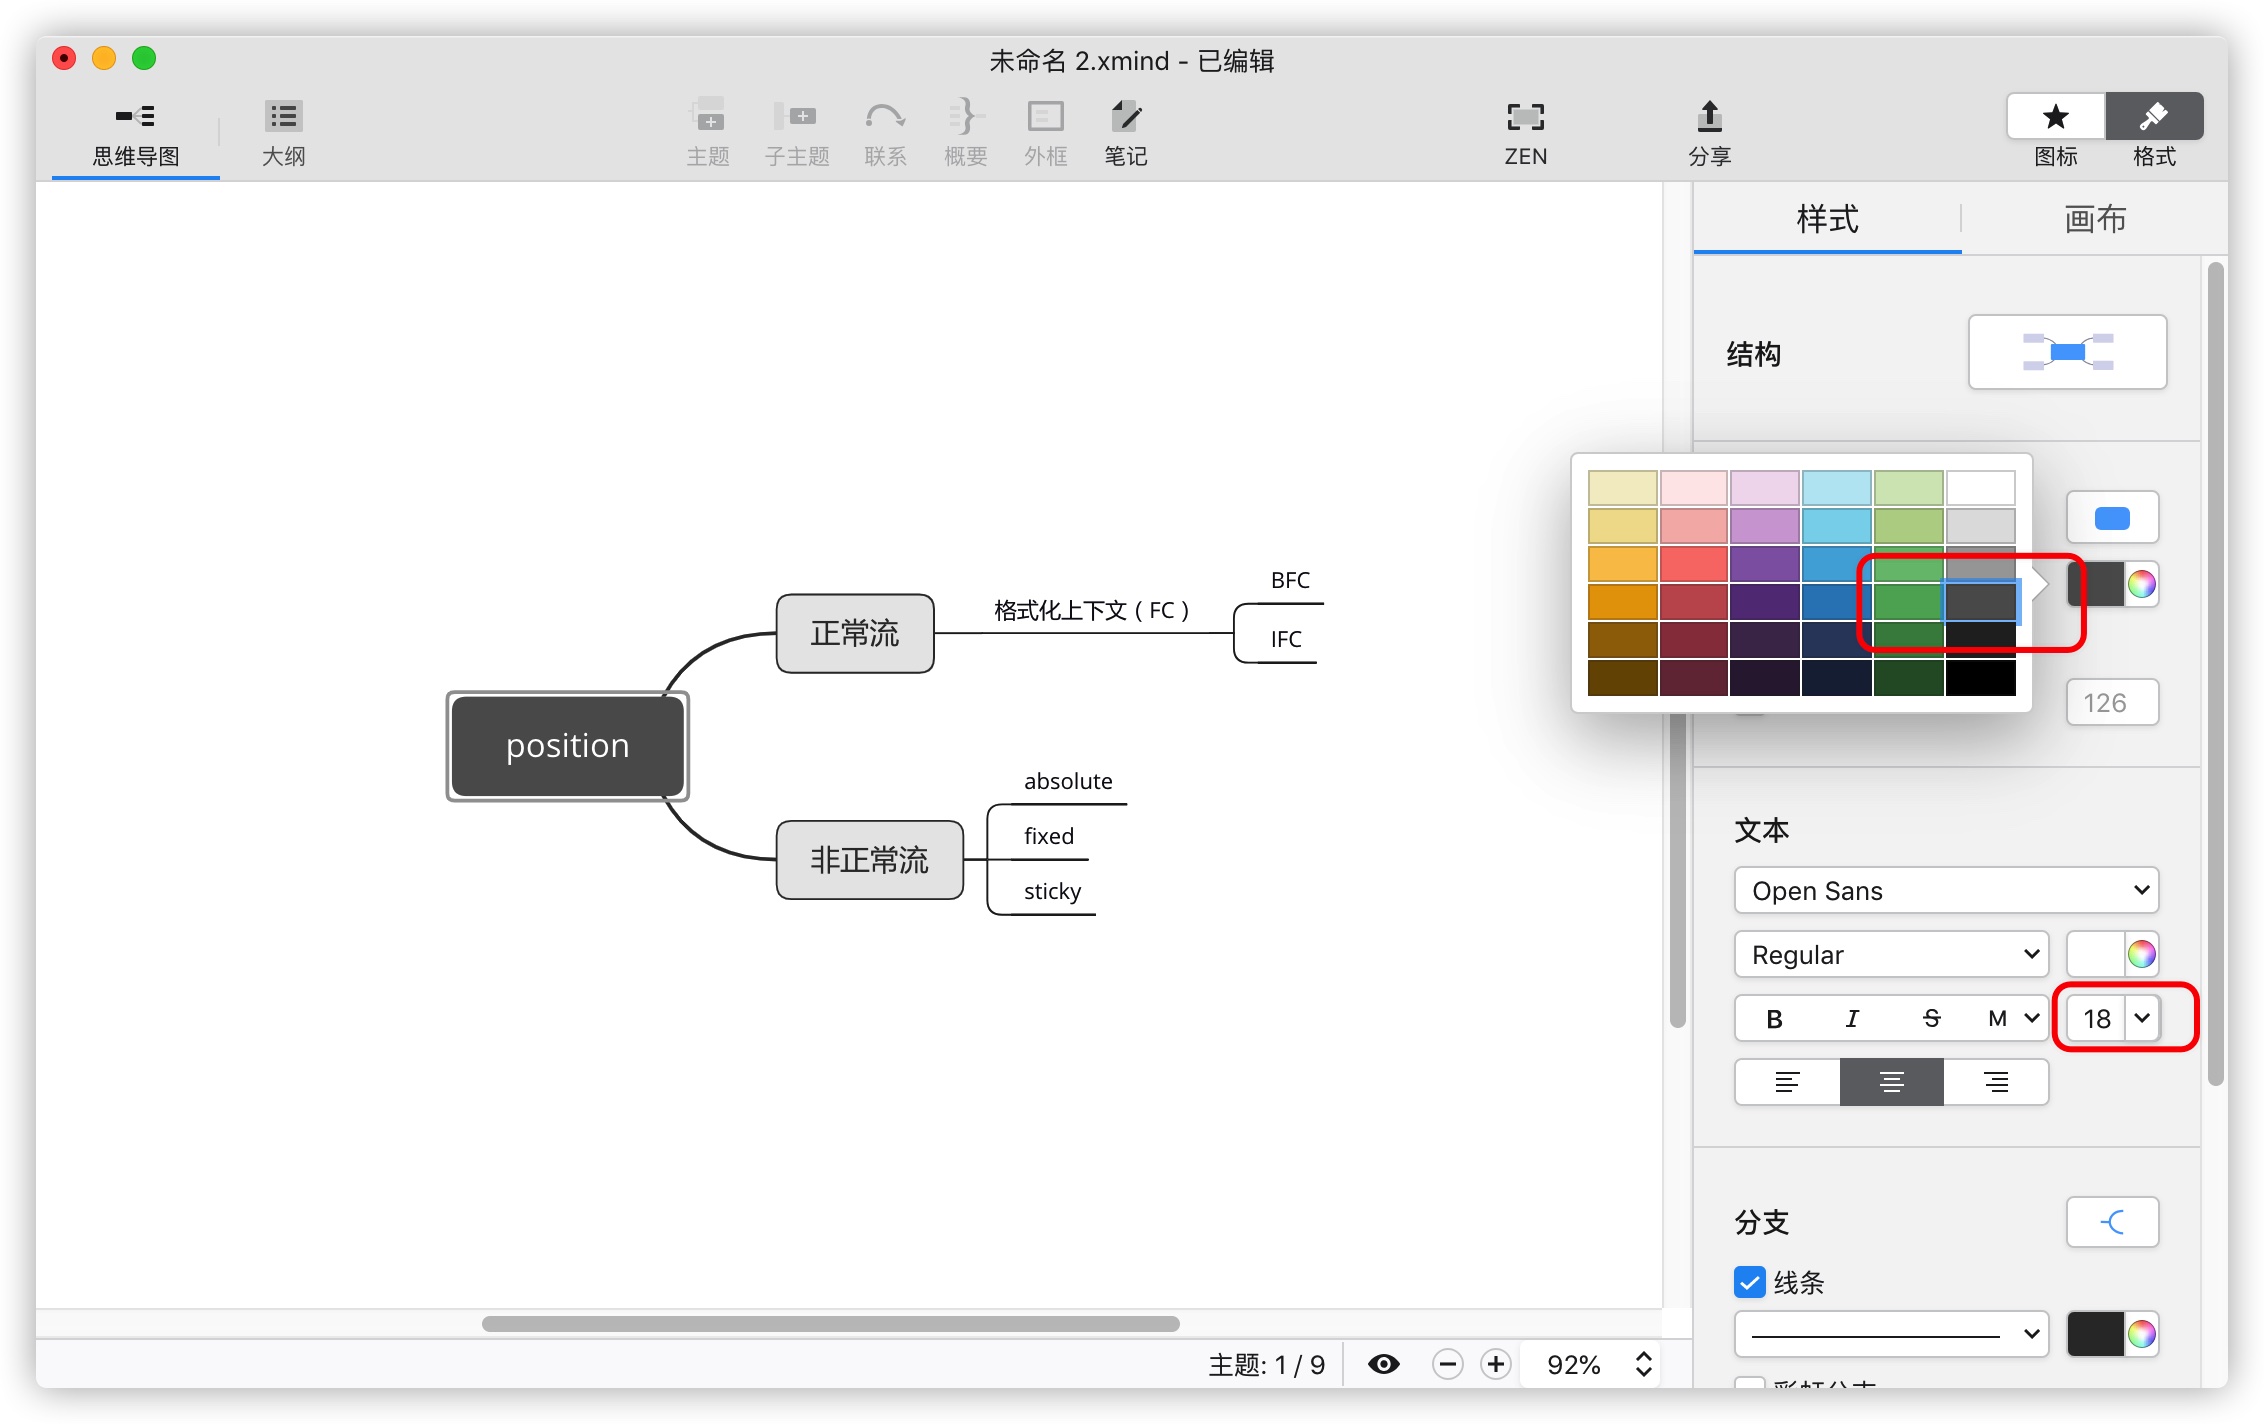 未命名 2.xmind - 已编辑
思维导图
大纲
主题
子主题
联系
概要
外框
笔记
ZEN
分享
图标
格式
样式
画布
结构
126
文本
Open Sans
Regular
B I S M
18
分支
线条
position
正常流
格式化上下文（FC）
BFC
IFC
非正常流
absolute
fixed
sticky
主题: 1 / 9
92%